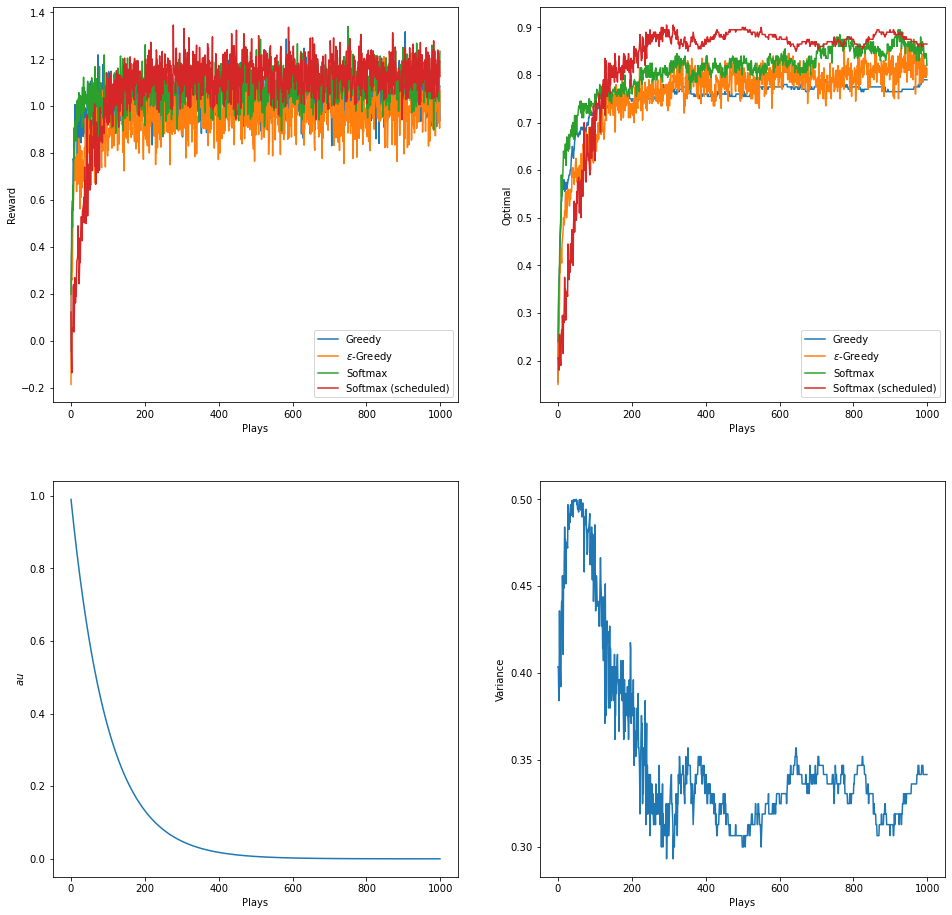 1.4
1.2
1.0
0.8
0.6
0.4
0.2
0.0
−0.2
Reward
0 200 400 600 800 1000
Plays
Greedy
ε-Greedy
Softmax
Softmax (scheduled)
0.9
0.8
0.7
0.6
0.5
0.4
0.3
0.2
Optimal
0 200 400 600 800 1000
Plays
Greedy
ε-Greedy
Softmax
Softmax (scheduled)
1.0
0.8
0.6
0.4
0.2
0.0
au
0 200 400 600 800 1000
Plays
0.50
0.45
0.40
0.35
0.30
Variance
0 200 400 600 800 1000
Plays